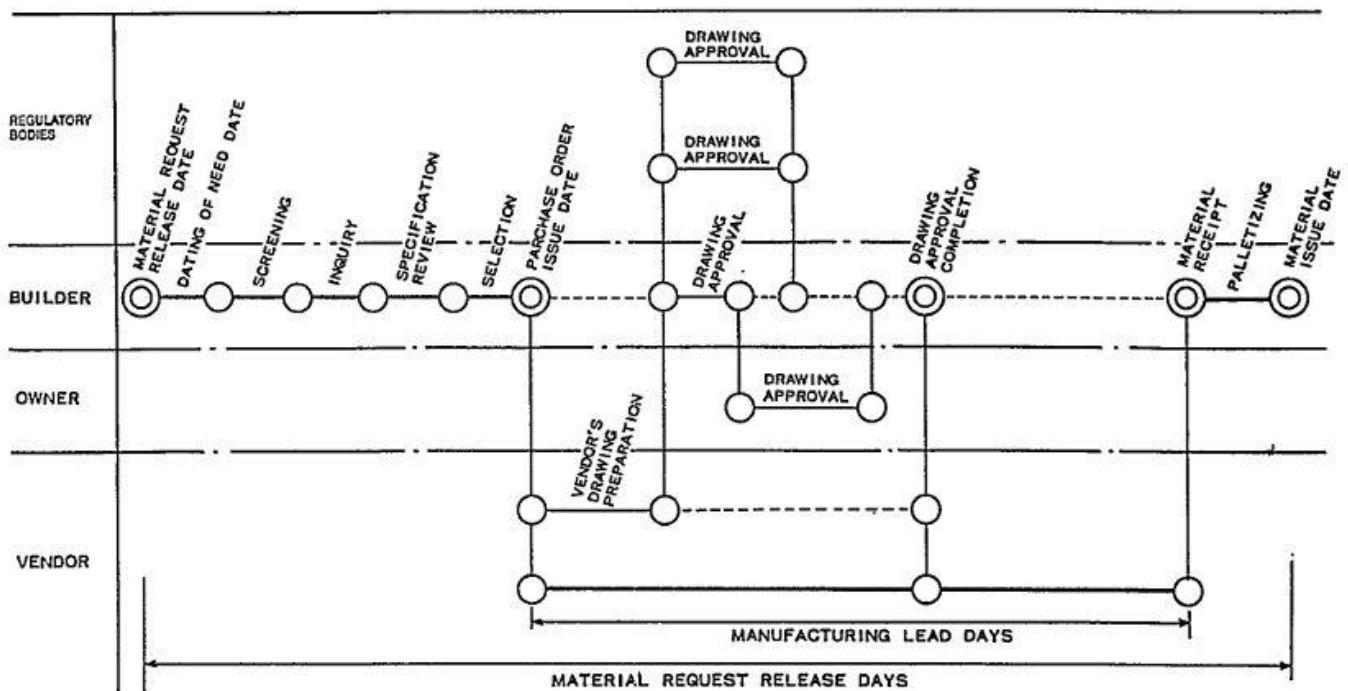 DRAWING
APPROVAL
REGULATORY
BODIES
DRAWING
APPROVAL
MATERIAL REQUEST
RELEASE DATE
DATING OF NEED DATE
SCREENING
INQUIRY
SPECIFICATION
REVIEW
SELECTION
PARCHASE ORDER
ISSUE DATE
DRAWING
APPROVAL
DRAWING
APPROVAL
COMPLETION
MATERIAL
RECEIPT
PALLETIZING
MATERIAL
ISSUE DATE
BUILDER
OWNER
DRAWING
APPROVAL
VENDOR'S
DRAWING
PREPARATION
VENDOR
MANUFACTURING LEAD DAYS
MATERIAL REQUEST RELEASE DAYS